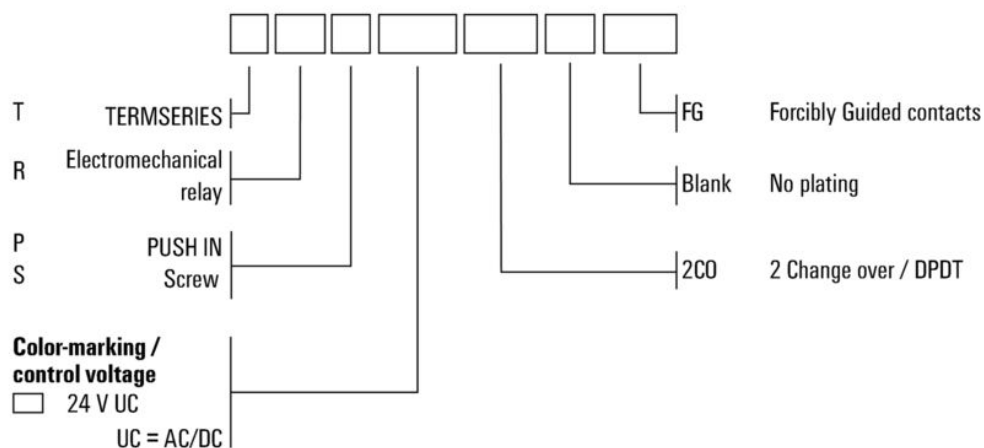 T TERMSERIES
R Electromechanical
relay
P PUSH IN
S Screw
Color-marking /
control voltage
24 V UC
UC = AC/DC
FG Forcibly Guided contacts
Blank No plating
2CO 2 Change over / DPDT